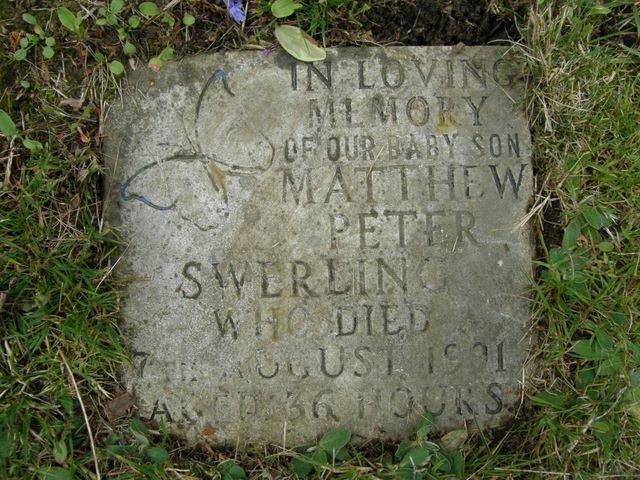 IN LOVING
MEMORY
OF OUR BABY SON
MATTHEW
PETER
SWERLING
WHO DIED
7TH AUGUST 1991
AGED 36 HOURS